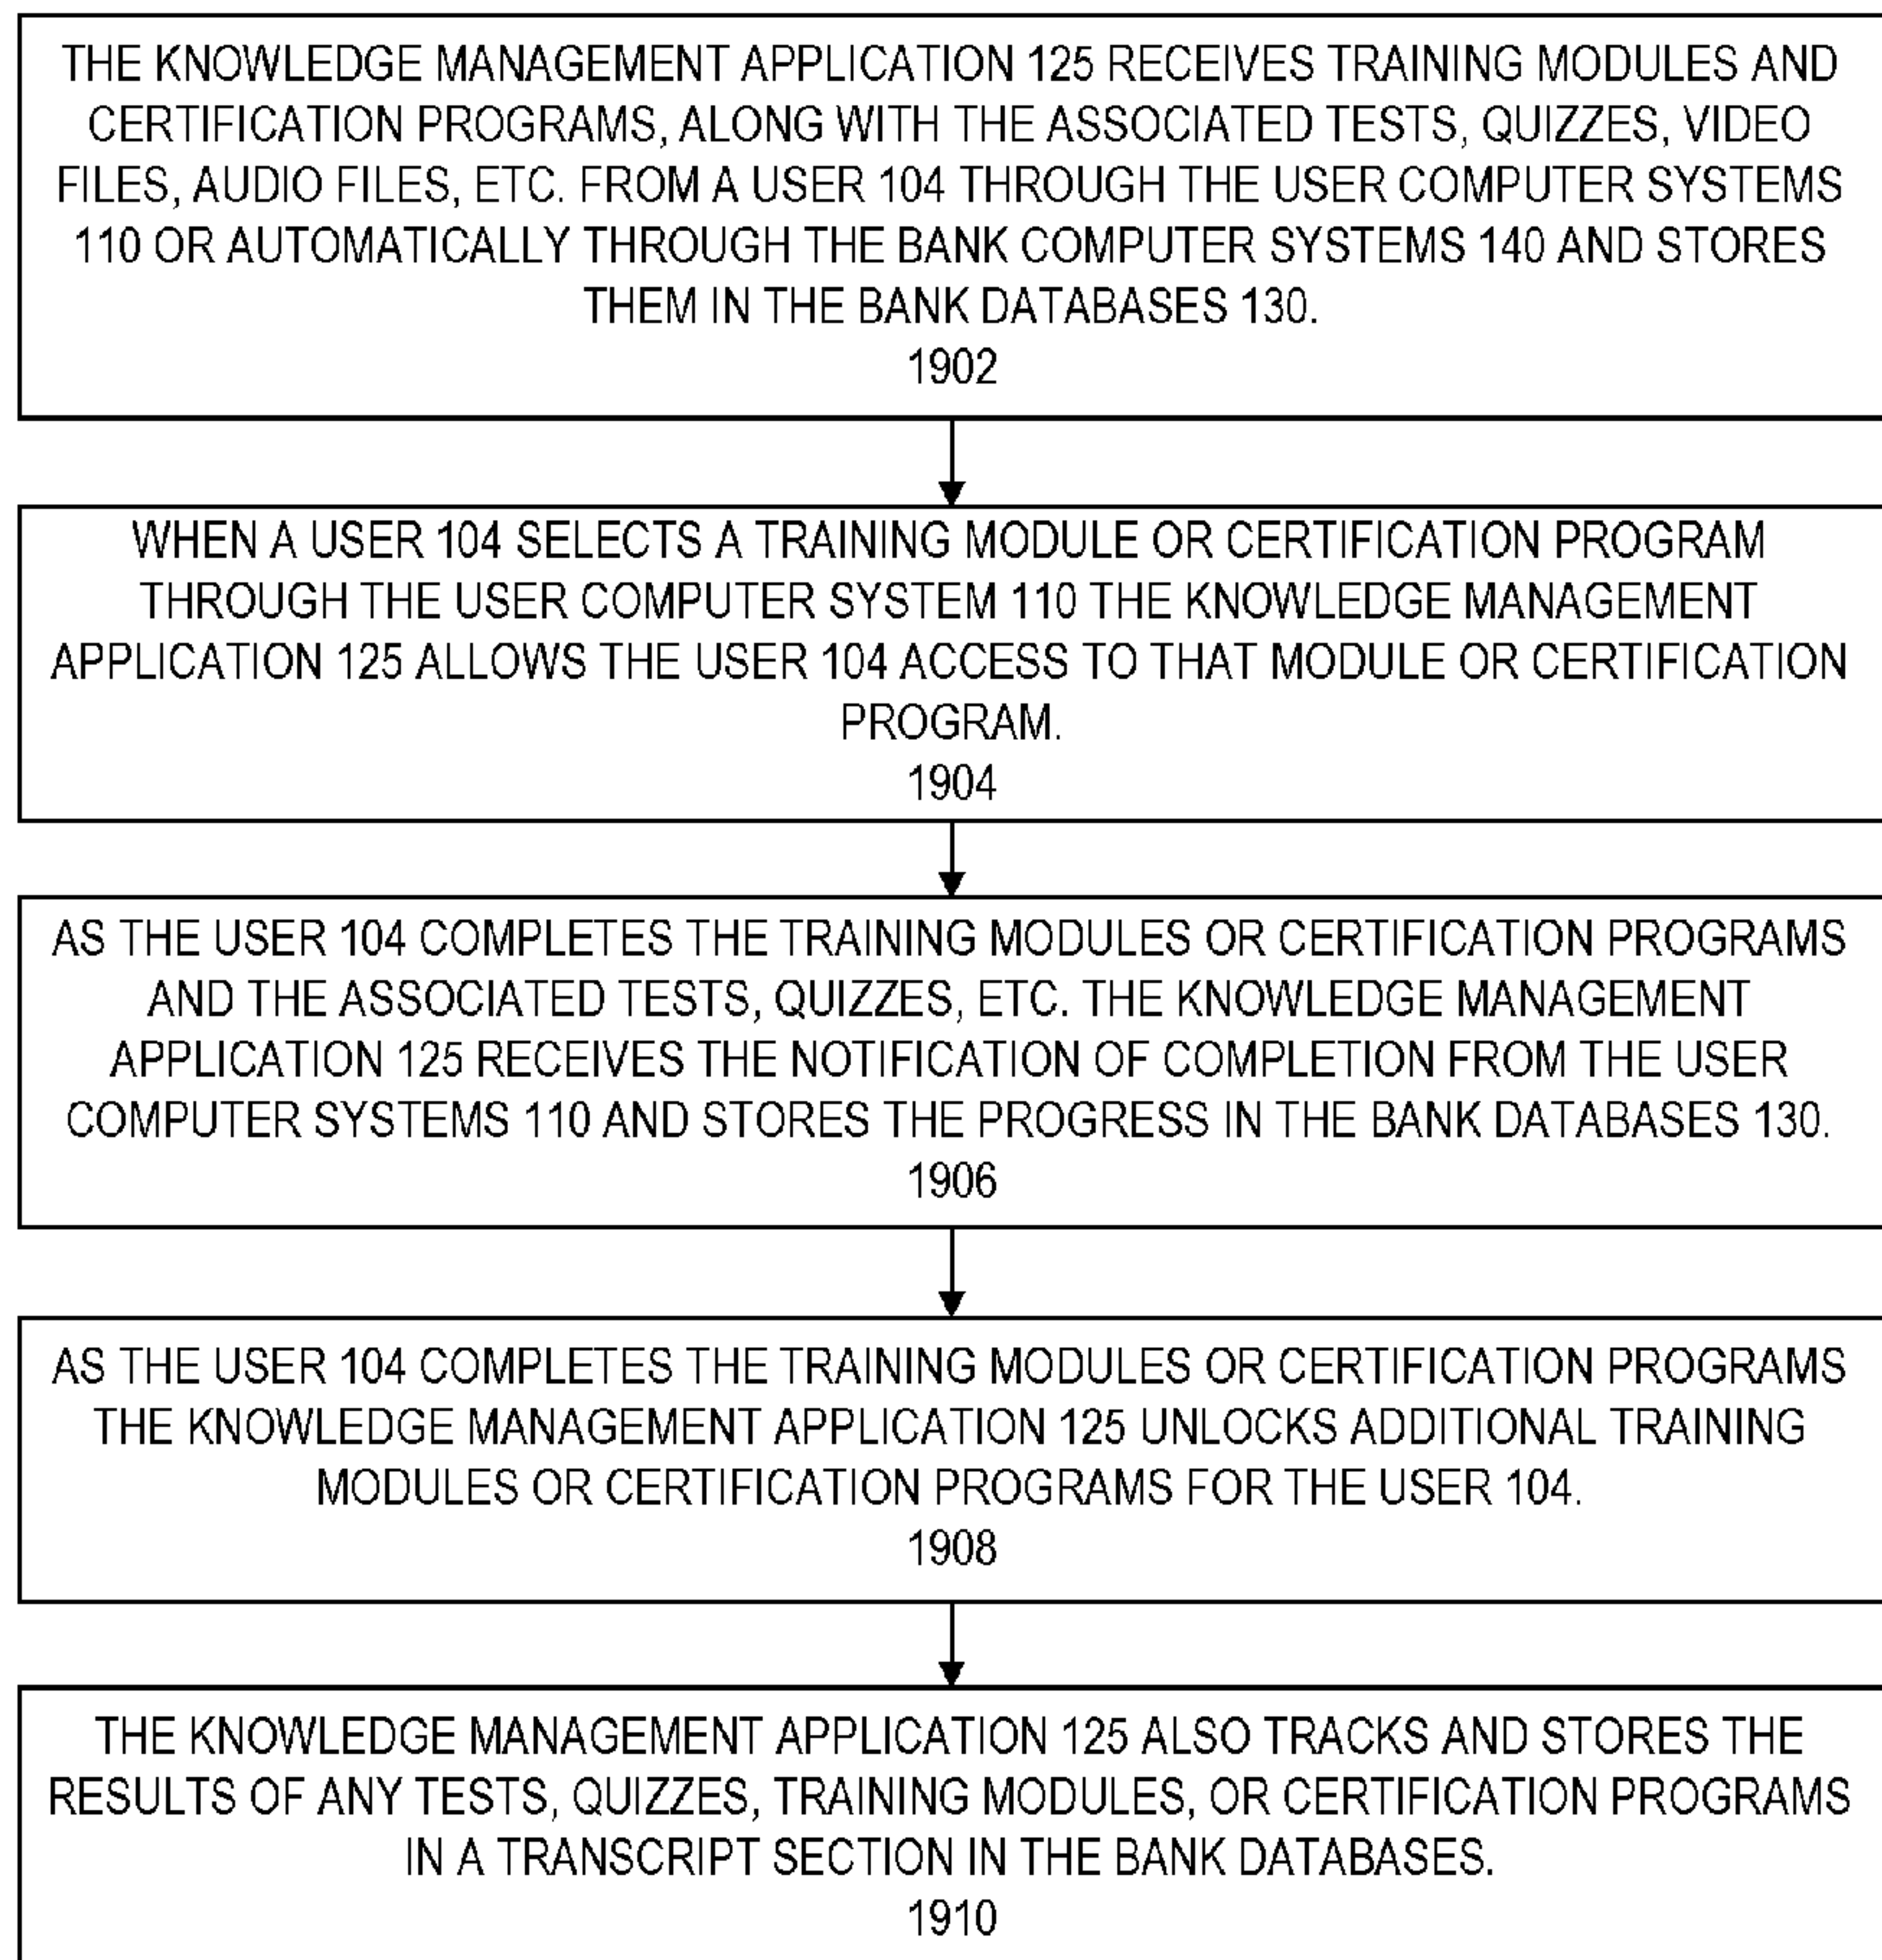 THE KNOWLEDGE MANAGEMENT APPLICATION 125 RECEIVES TRAINING MODULES AND
CERTIFICATION PROGRAMS, ALONG WITH THE ASSOCIATED TESTS, QUIZZES, VIDEO
FILES, AUDIO FILES, ETC. FROM A USER 104 THROUGH THE USER COMPUTER SYSTEMS
110 OR AUTOMATICALLY THROUGH THE BANK COMPUTER SYSTEMS 140 AND STORES
THEM IN THE BANK DATABASES 130.
1902
WHEN A USER 104 SELECTS A TRAINING MODULE OR CERTIFICATION PROGRAM
THROUGH THE USER COMPUTER SYSTEM 110 THE KNOWLEDGE MANAGEMENT
APPLICATION 125 ALLOWS THE USER 104 ACCESS TO THAT MODULE OR CERTIFICATION
PROGRAM.
1904
AS THE USER 104 COMPLETES THE TRAINING MODULES OR CERTIFICATION PROGRAMS
AND THE ASSOCIATED TESTS, QUIZZES, ETC. THE KNOWLEDGE MANAGEMENT
APPLICATION 125 RECEIVES THE NOTIFICATION OF COMPLETION FROM THE USER
COMPUTER SYSTEMS 110 AND STORES THE PROGRESS IN THE BANK DATABASES 130.
1906
AS THE USER 104 COMPLETES THE TRAINING MODULES OR CERTIFICATION PROGRAMS
THE KNOWLEDGE MANAGEMENT APPLICATION 125 UNLOCKS ADDITIONAL TRAINING
MODULES OR CERTIFICATION PROGRAMS FOR THE USER 104.
1908
THE KNOWLEDGE MANAGEMENT APPLICATION 125 ALSO TRACKS AND STORES THE
RESULTS OF ANY TESTS, QUIZZES, TRAINING MODULES, OR CERTIFICATION PROGRAMS
IN A TRANSCRIPT SECTION IN THE BANK DATABASES.
1910